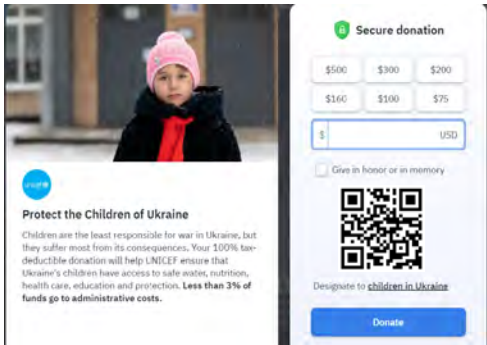 unicef
Protect the Children of Ukraine
Children are the least responsible for war in Ukraine, but
they suffer most from its consequences. Your 100% tax-
deductible donation will help UNICEF ensure that
Ukraine's children have access to safe water, nutrition,
health care, education and protection. Less than 3% of
funds go to administrative costs.
Secure donation
$500 $300 $200
$160 $100 $75
$ USD
Give in honor or in memory
Designate to children in Ukraine
Donate